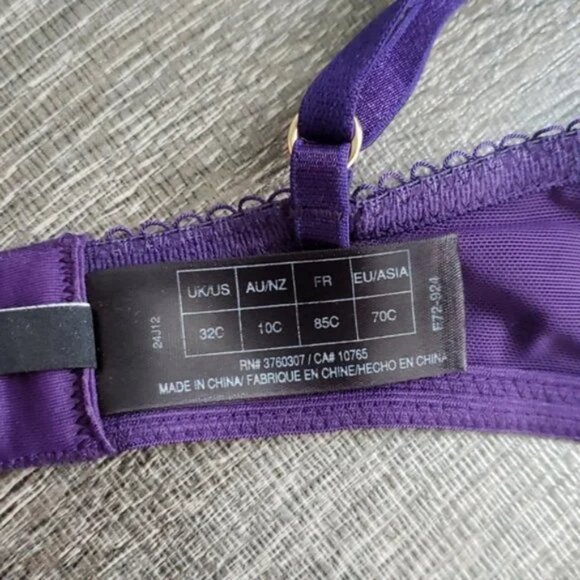 UK/US AU/NZ FR EU/ASIA
32C 10C 85C 70C
RN# 3760307 / CA# 10765
MADE IN CHINA/ FABRIQUE EN CHINE/HECHO EN CHINA
24J12
F72-924